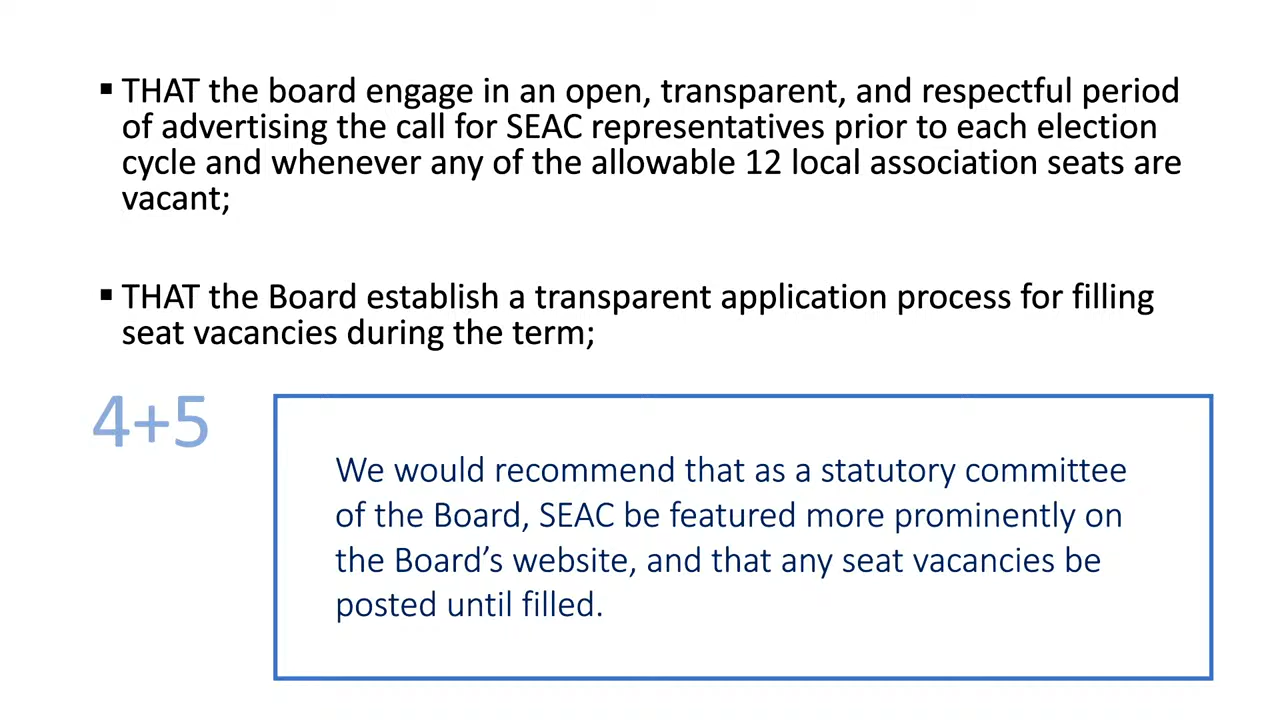 ▪ THAT the board engage in an open, transparent, and respectful period
of advertising the call for SEAC representatives prior to each election
cycle and whenever any of the allowable 12 local association seats are
vacant;
▪ THAT the Board establish a transparent application process for filling
seat vacancies during the term;
4+5
We would recommend that as a statutory committee
of the Board, SEAC be featured more prominently on
the Board’s website, and that any seat vacancies be
posted until filled.